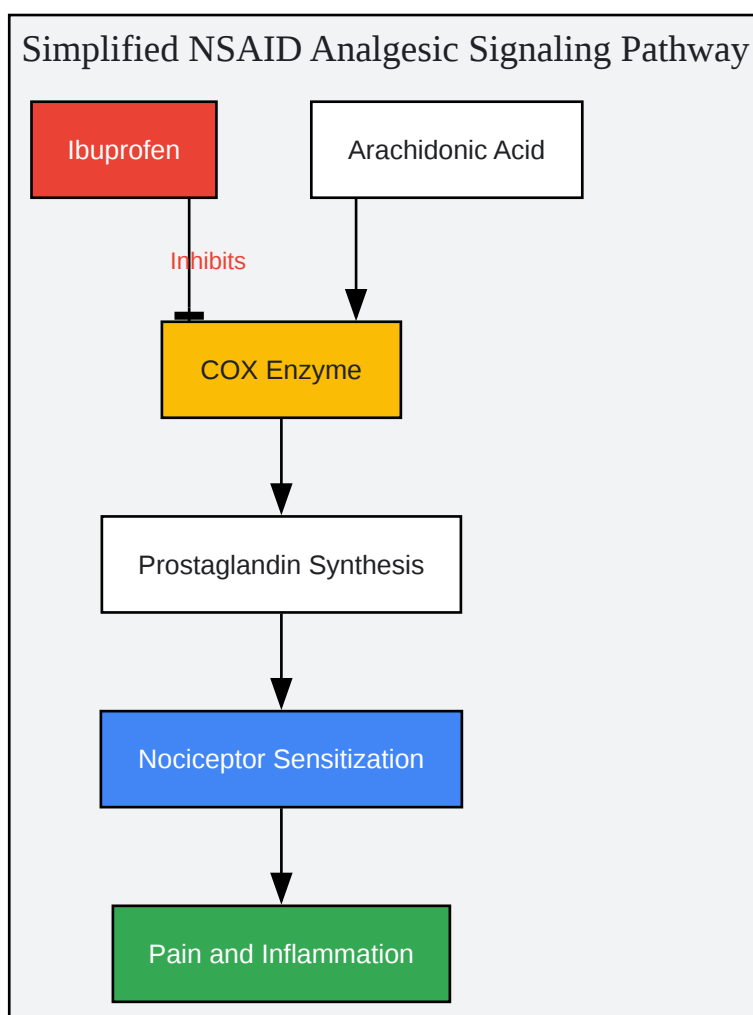 Simplified NSAID Analgesic Signaling Pathway
Ibuprofen
Arachidonic Acid
Inhibits
COX Enzyme
Prostaglandin Synthesis
Nociceptor Sensitization
Pain and Inflammation